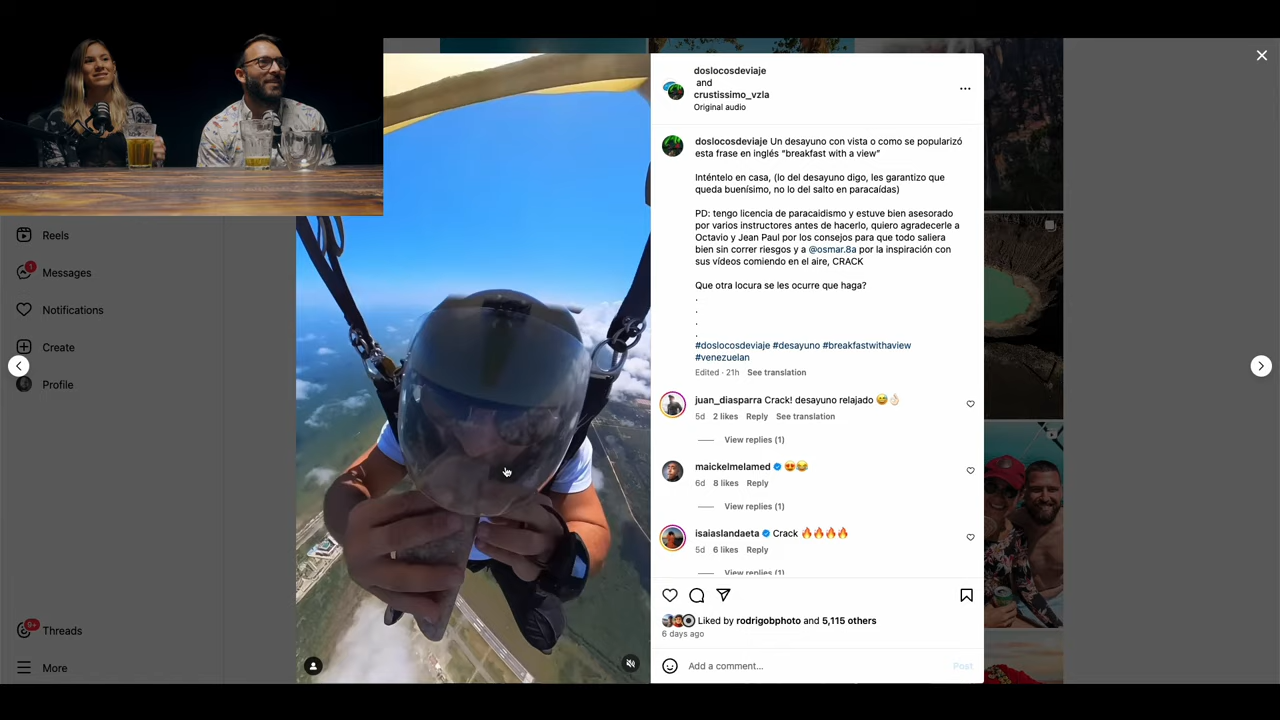 doslocosdeviaje
and
crustissimo_vzla
Original audio
doslocosdeviaje Un desayuno con vista o como se popularizó
esta frase en inglés “breakfast with a view”
Inténtelo en casa, (lo del desayuno digo, les garantizo que
queda buenísimo, no lo del salto en paracaídas)
PD: tengo licencia de paracaidismo y estuve bien asesorado
por varios instructores antes de hacerlo, quiero agradecerle a
Octavio y Jean Paul por los consejos para que todo saliera
bien sin correr riesgos y a @osmar.8a por la inspiración con
sus vídeos comiendo en el aire, CRACK
Que otra locura se les ocurre que haga?
.
.
.
.
#doslocosdeviaje #desayuno #breakfastwithaview
#venezuelan
Edited · 21h See translation
juan_diasparra Crack! desayuno relajado 😅👌🏻
5d 2 likes Reply See translation
View replies (1)
maickelmelamed 😍😂
6d 8 likes Reply
View replies (1)
isaiaslandaeta Crack 🔥🔥🔥🔥
5d 6 likes Reply
View replies (1)
Liked by rodrigobphoto and 5,115 others
6 days ago
Add a comment...
Post
Reels
1
Messages
Notifications
Create
Profile
9+
Threads
More